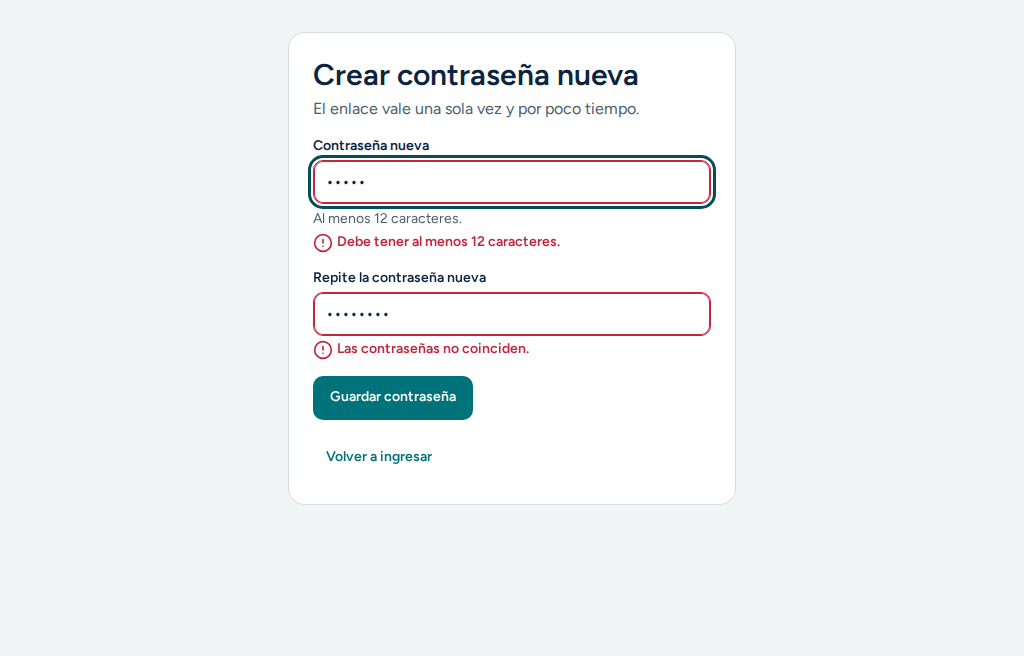 Crear contraseña nueva
El enlace vale una sola vez y por poco tiempo.
Contraseña nueva
•••••
Al menos 12 caracteres.
Debe tener al menos 12 caracteres.
Repite la contraseña nueva
••••••••
Las contraseñas no coinciden.
Guardar contraseña
Volver a ingresar